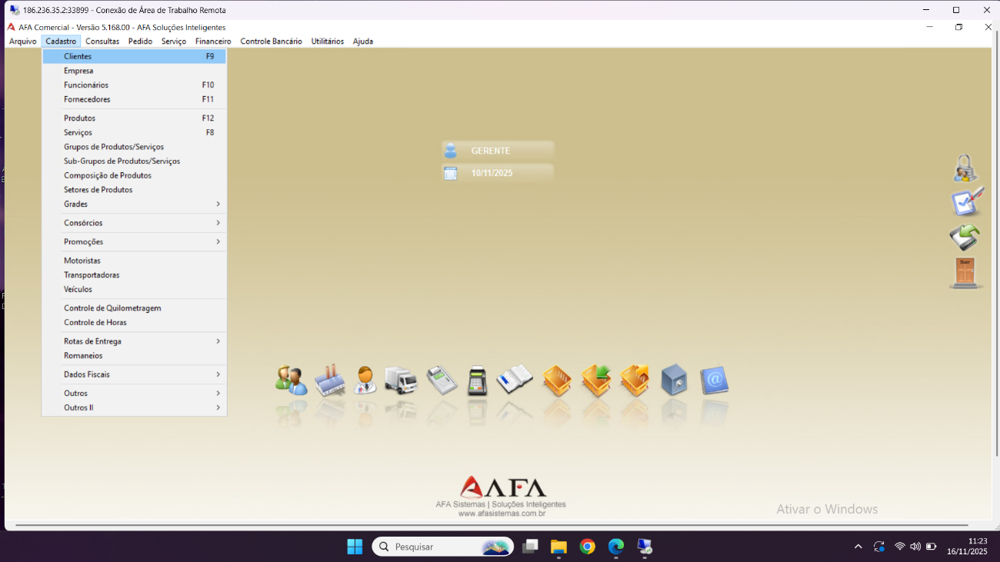 186.236.35.2:33899 - Conexão de Área de Trabalho Remota
AFA Comercial - Versão 5.168.00 - AFA Soluções Inteligentes
Arquivo Cadastro Consultas Pedido Serviço Financeiro Controle Bancário Utilitários Ajuda
Clientes F9
Empresa
Funcionários F10
Fornecedores F11
Produtos F12
Serviços F8
Grupos de Produtos/Serviços
Sub-Grupos de Produtos/Serviços
Composição de Produtos
Setores de Produtos
Grades
Consórcios
Promoções
Motoristas
Transportadoras
Veículos
Controle de Quilometragem
Controle de Horas
Rotas de Entrega
Romaneios
Dados Fiscais
Outros
Outros II
GERENTE
10/11/2025
Sair
AFA
AFA Sistemas | Soluções Inteligentes
www.afasistemas.com.br
Ativar o Windows
Pesquisar
11:23
16/11/2025